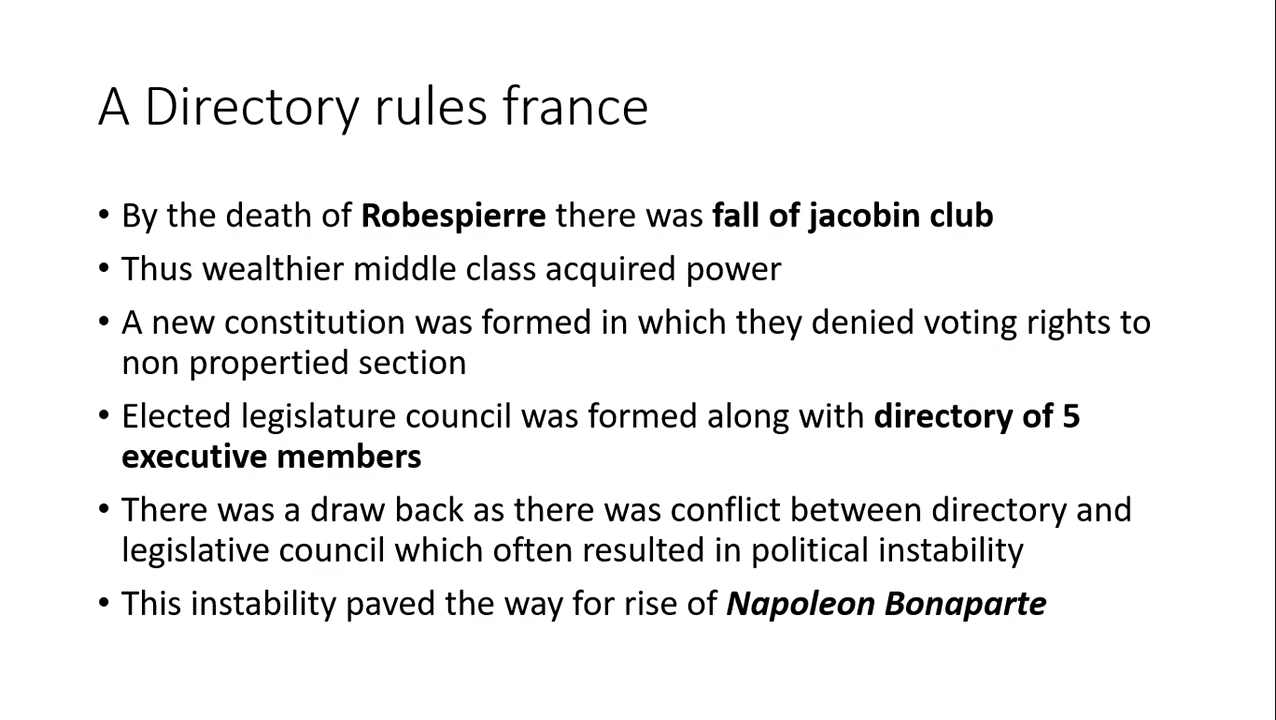 A Directory rules france
• By the death of Robespierre there was fall of jacobin club
• Thus wealthier middle class acquired power
• A new constitution was formed in which they denied voting rights to
non propertied section
• Elected legislature council was formed along with directory of 5
executive members
• There was a draw back as there was conflict between directory and
legislative council which often resulted in political instability
• This instability paved the way for rise of Napoleon Bonaparte